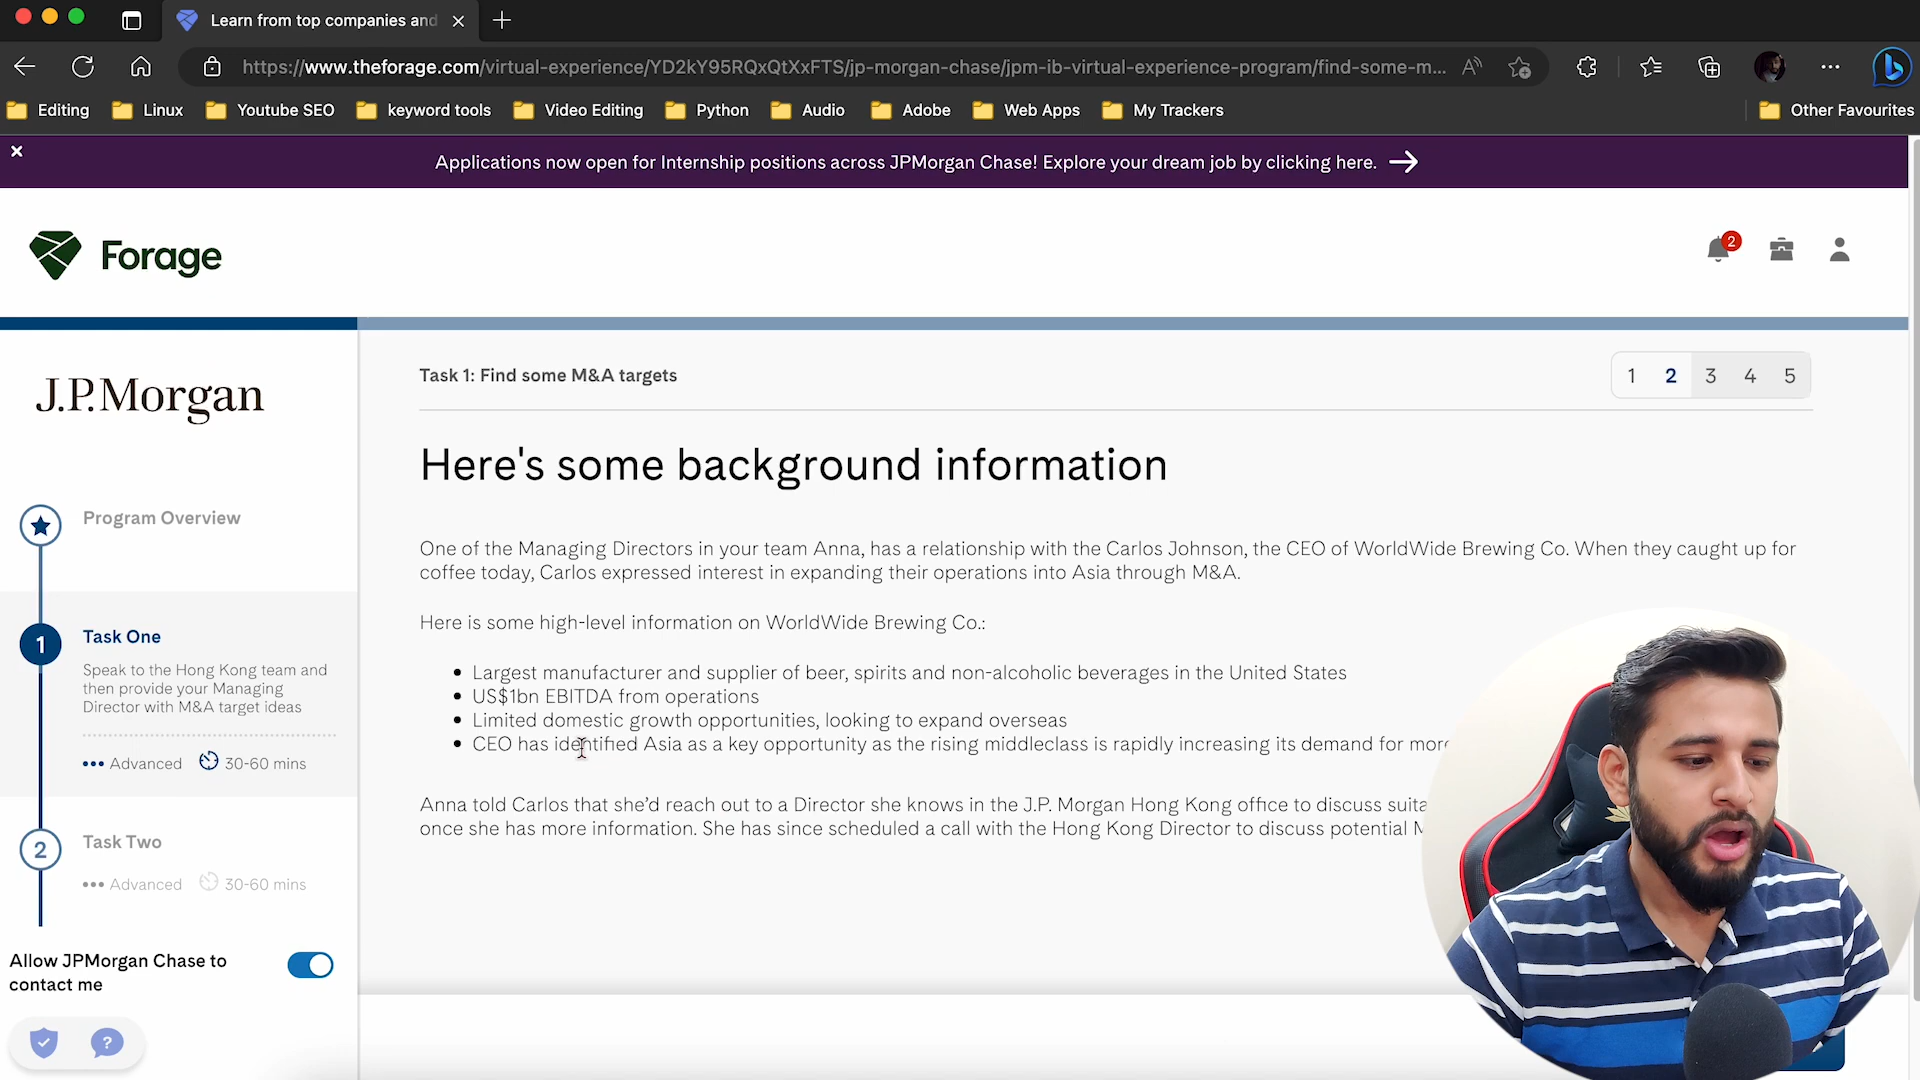 Learn from top companies and
https://www.theforage.com/virtual-experience/YD2kY95RQxQtXxFTS/jp-morgan-chase/jpm-ib-virtual-experience-program/find-some-m...
Editing Linux Youtube SEO keyword tools Video Editing Python Audio Adobe Web Apps My Trackers Other Favourites
Applications now open for Internship positions across JPMorgan Chase! Explore your dream job by clicking here.
Forage
2
J.P.Morgan
Program Overview
1
Task One
Speak to the Hong Kong team and
then provide your Managing
Director with M&A target ideas
Advanced 30-60 mins
2
Task Two
Advanced 30-60 mins
Allow JPMorgan Chase to
contact me
Task 1: Find some M&A targets
1 2 3 4 5
Here's some background information
One of the Managing Directors in your team Anna, has a relationship with the Carlos Johnson, the CEO of WorldWide Brewing Co. When they caught up for
coffee today, Carlos expressed interest in expanding their operations into Asia through M&A.
Here is some high-level information on WorldWide Brewing Co.:
• Largest manufacturer and supplier of beer, spirits and non-alcoholic beverages in the United States
• US$1bn EBITDA from operations
• Limited domestic growth opportunities, looking to expand overseas
• CEO has identified Asia as a key opportunity as the rising middleclass is rapidly increasing its demand for more
Anna told Carlos that she'd reach out to a Director she knows in the J.P. Morgan Hong Kong office to discuss
once she has more information. She has since scheduled a call with the Hong Kong Director to discuss potential